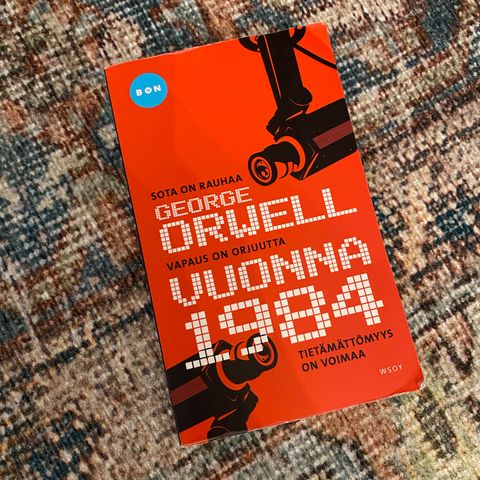 BON
SOTA ON RAUHAA
GEORGE
ORWELL
VAPAUS ON ORJUUTTA
VUONNA
1984
TIETÄMÄTTÖMYYS
ON VOIMAA
WSOY